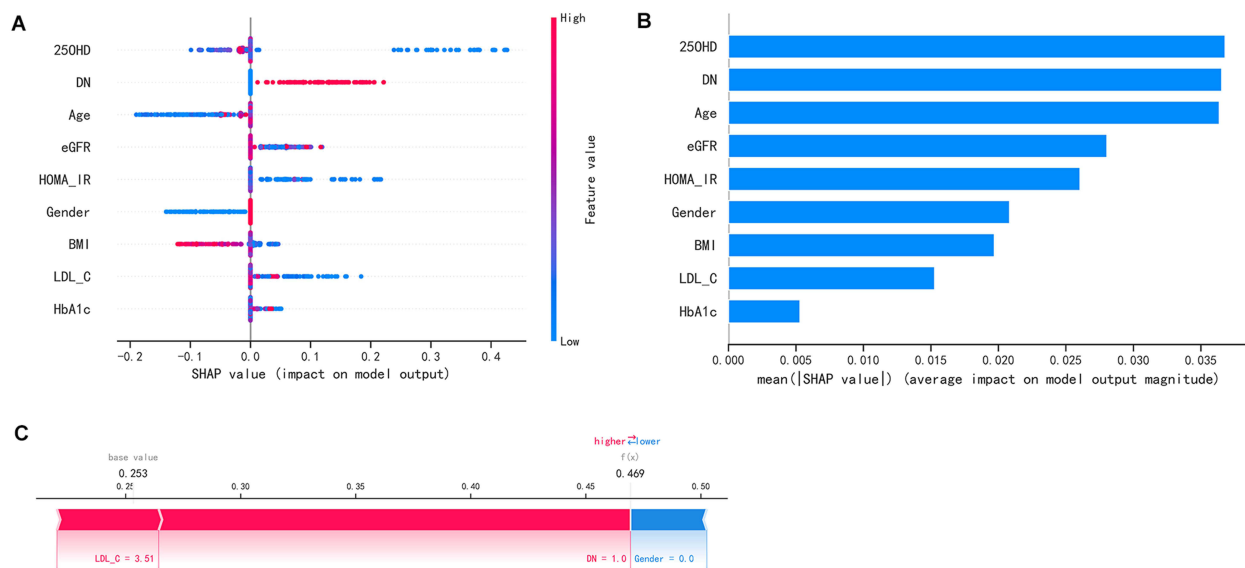 A
High
25OHD
DN
Age
eGFR
HOMA_IR
Gender
BMI
LDL_C
HbA1c
-0.2 -0.1 0.0 0.1 0.2 0.3 0.4
SHAP value (impact on model output)
Low
Feature value
B
25OHD
DN
Age
eGFR
HOMA_IR
Gender
BMI
LDL_C
HbA1c
0.000 0.005 0.010 0.015 0.020 0.025 0.030 0.035
mean(|SHAP value|) (average impact on model output magnitude)
C
higher ⇄ lower
base value f(x)
0.253 0.469
0.25 0.30 0.35 0.40 0.45 0.50
LDL_C = 3.51 DN = 1.0 Gender = 0.0